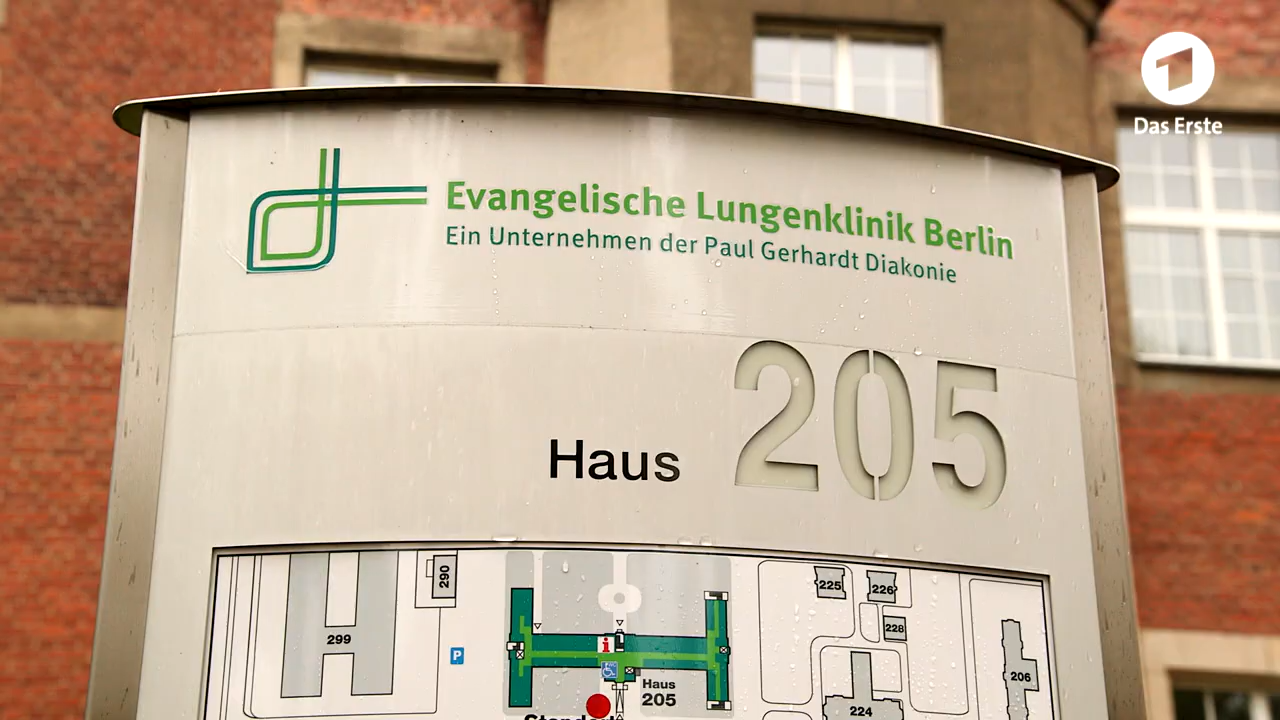 1
Das Erste
Evangelische Lungenklinik Berlin
Ein Unternehmen der Paul Gerhardt Diakonie
Haus 205
290
299
P
i
Haus
205
225
226
228
206
224